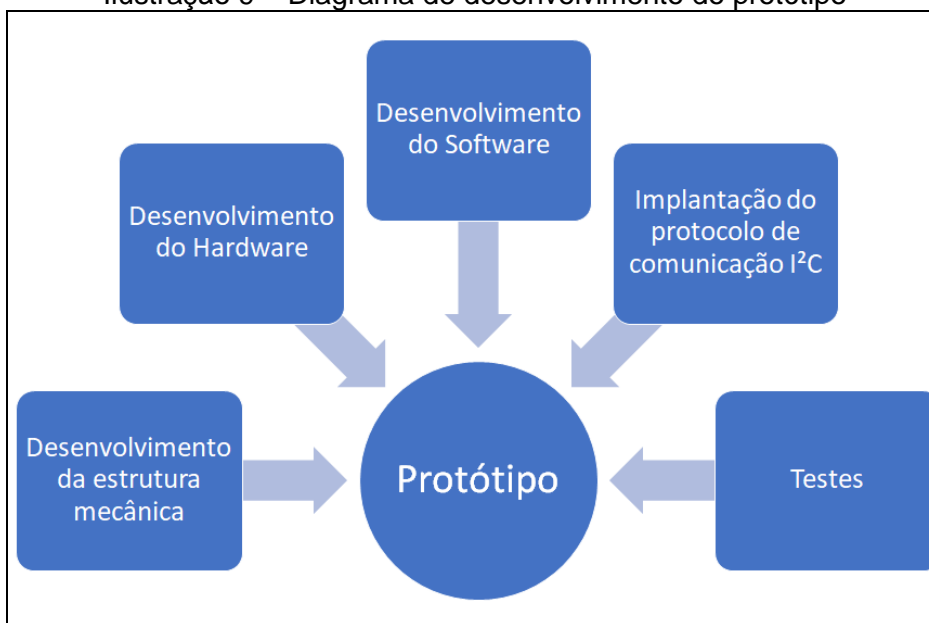 Desenvolvimento
do Software
Desenvolvimento
do Hardware
Implantação do
protocolo de
comunicação I²C
Desenvolvimento
da estrutura
mecânica
Protótipo
Testes